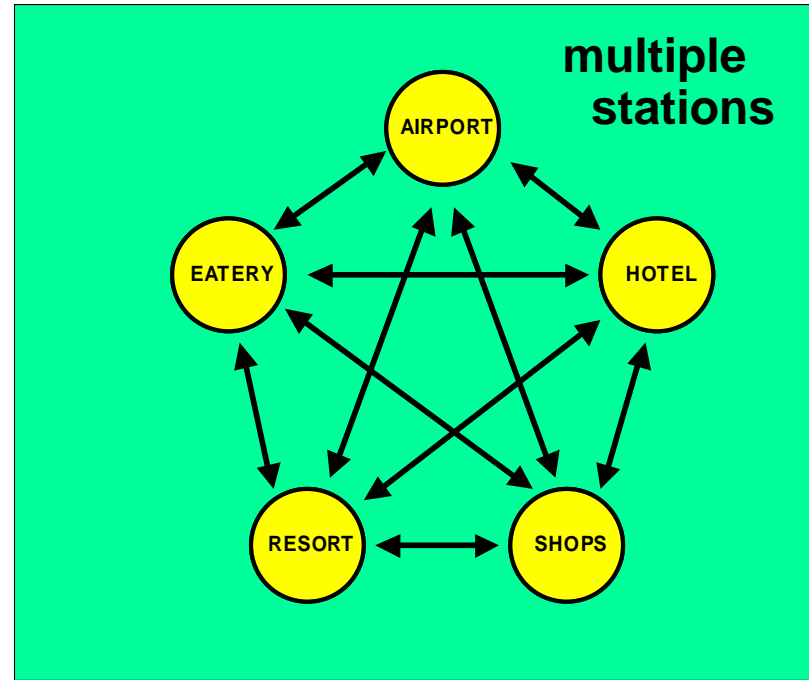 multiple
stations
AIRPORT
EATERY
HOTEL
RESORT
SHOPS